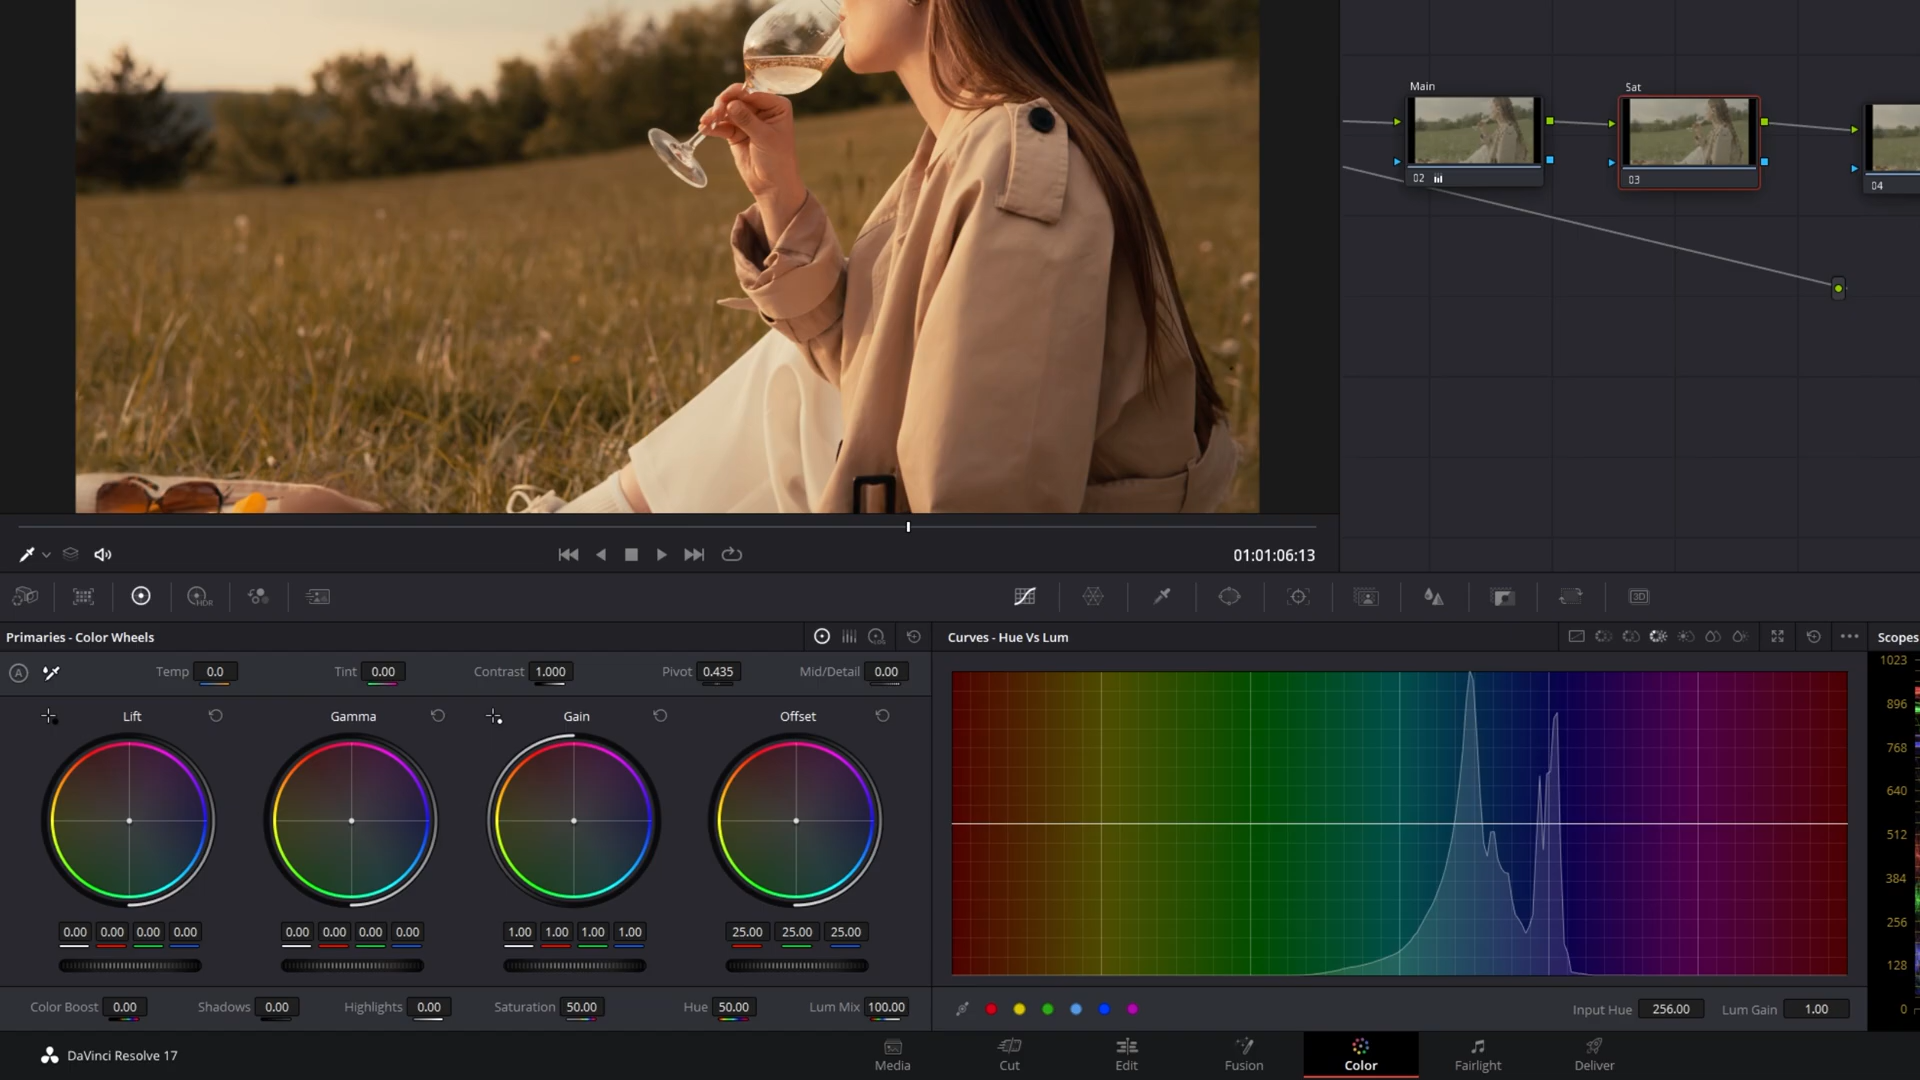 Main
Sat
02
03
04
01:01:06:13
HDR
3D
Primaries - Color Wheels
Curves - Hue Vs Lum
Scopes
A
Temp 0.0
Tint 0.00
Contrast 1.000
Pivot 0.435
Mid/Detail 0.00
Lift
Gamma
Gain
Offset
0.00 0.00 0.00 0.00
0.00 0.00 0.00 0.00
1.00 1.00 1.00 1.00
25.00 25.00 25.00
1023
896
768
640
512
384
256
128
0
Color Boost 0.00
Shadows 0.00
Highlights 0.00
Saturation 50.00
Hue 50.00
Lum Mix 100.00
Input Hue 256.00
Lum Gain 1.00
DaVinci Resolve 17
Media
Cut
Edit
Fusion
Color
Fairlight
Deliver